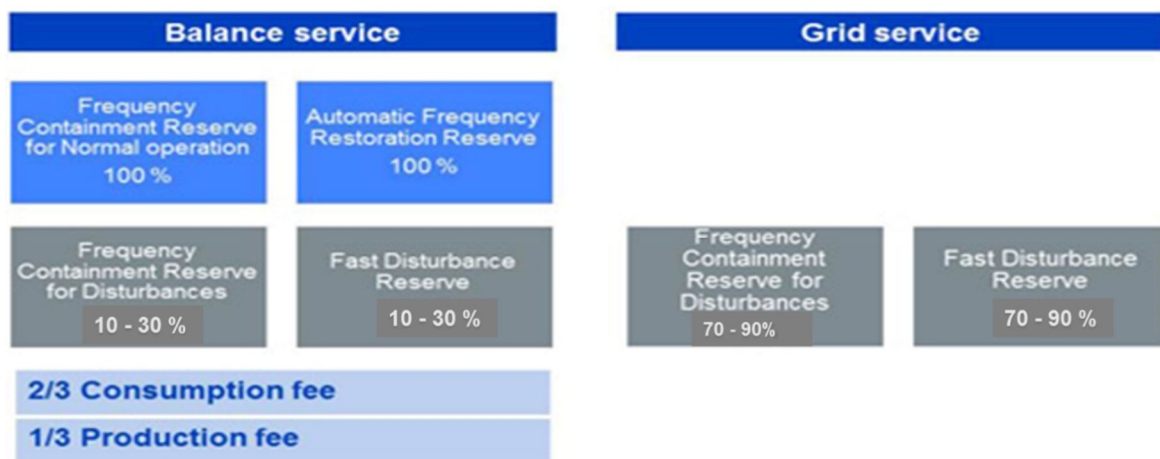 Balance service
Grid service
Frequency
Containment Reserve
for Normal operation
100 %
Automatic Frequency
Restoration Reserve
100 %
Frequency
Containment Reserve
for Disturbances
10 - 30 %
Fast Disturbance
Reserve
10 - 30 %
Frequency
Containment
Reserve for
Disturbances
70 - 90%
Fast Disturbance
Reserve
70 - 90 %
2/3 Consumption fee
1/3 Production fee